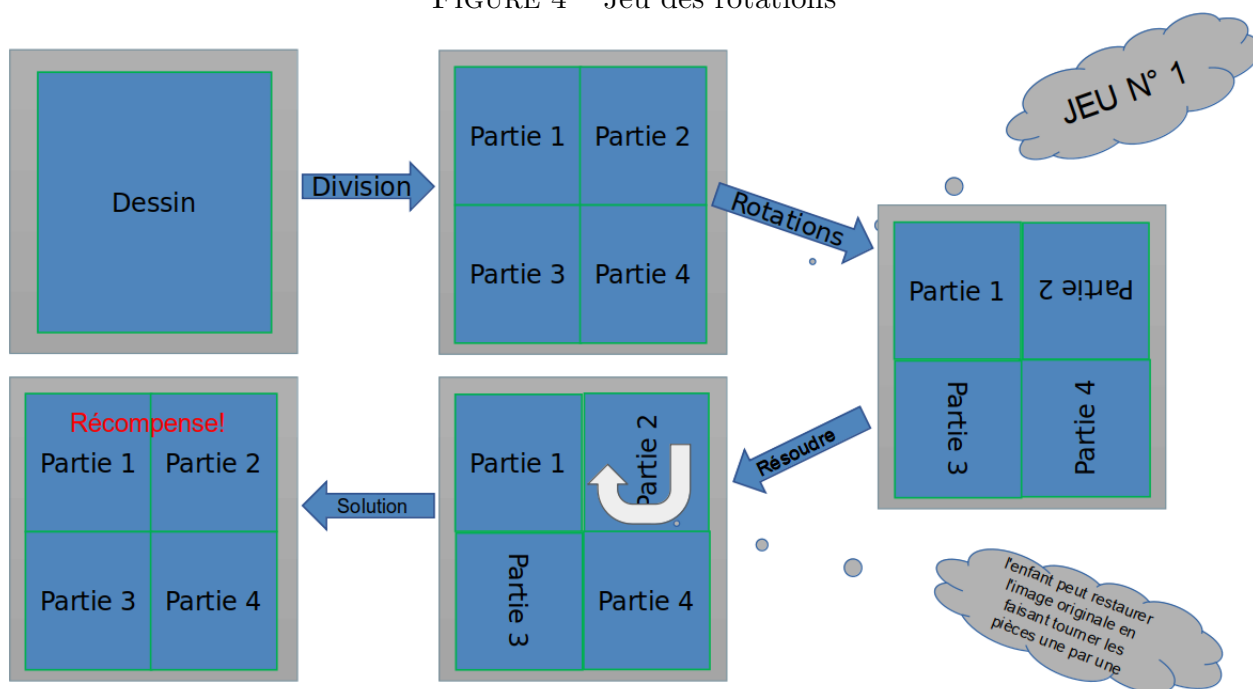 FIGURE 4 – Jeu des rotations
JEU N° 1
Dessin
Division
Partie 1
Partie 2
Partie 3
Partie 4
Rotations
Partie 1
Partie 2
Partie 3
Partie 4
Résoudre
Partie 1
Partie 2
Partie 3
Partie 4
Solution
Récompense!
Partie 1
Partie 2
Partie 3
Partie 4
l'enfant peut restaurer
l'image originale en
faisant tourner les
pièces une par une